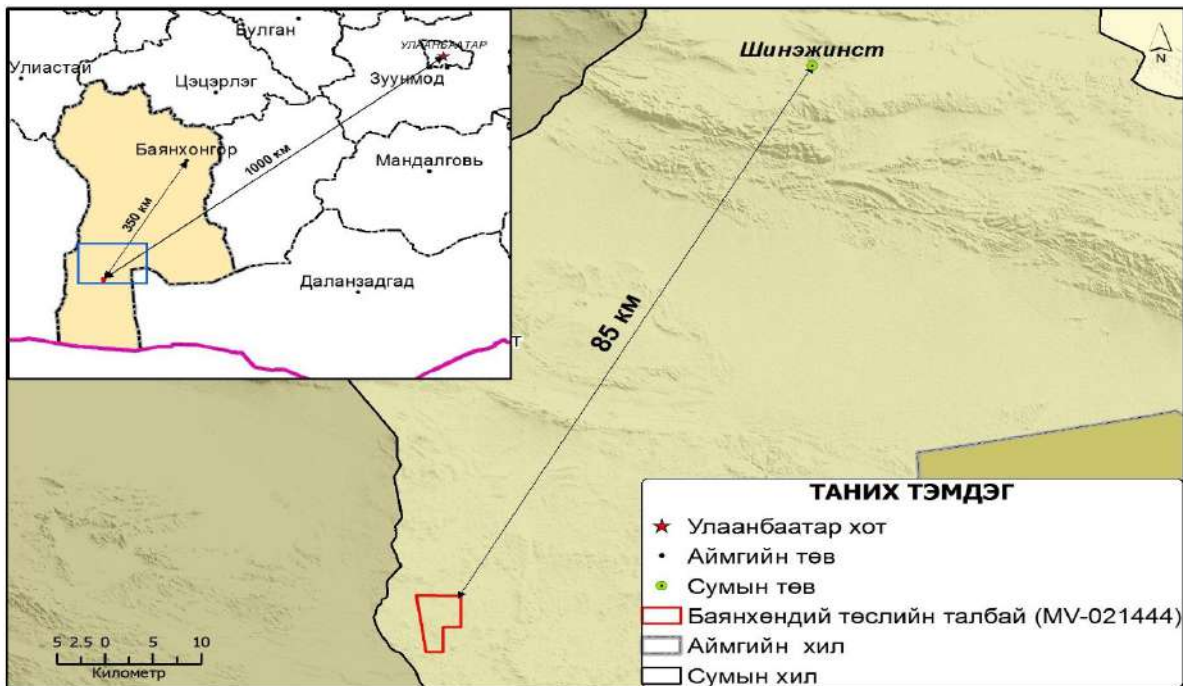 Булган
УЛААНБААТАР
Улиастай
Цэцэрлэг
Зуунмод
Баянхонгор
1000 км
Мандалговь
350 км
Даланзадгад
Т
Шинэжинст
N
85 км
ТАНИХ ТЭМДЭГ
Улаанбаатар хот
Аймгийн төв
Сумын төв
Баянхөндий төслийн талбай (MV-021444)
Аймгийн хил
Сумын хил
5 2.5 0 5 10
Километр